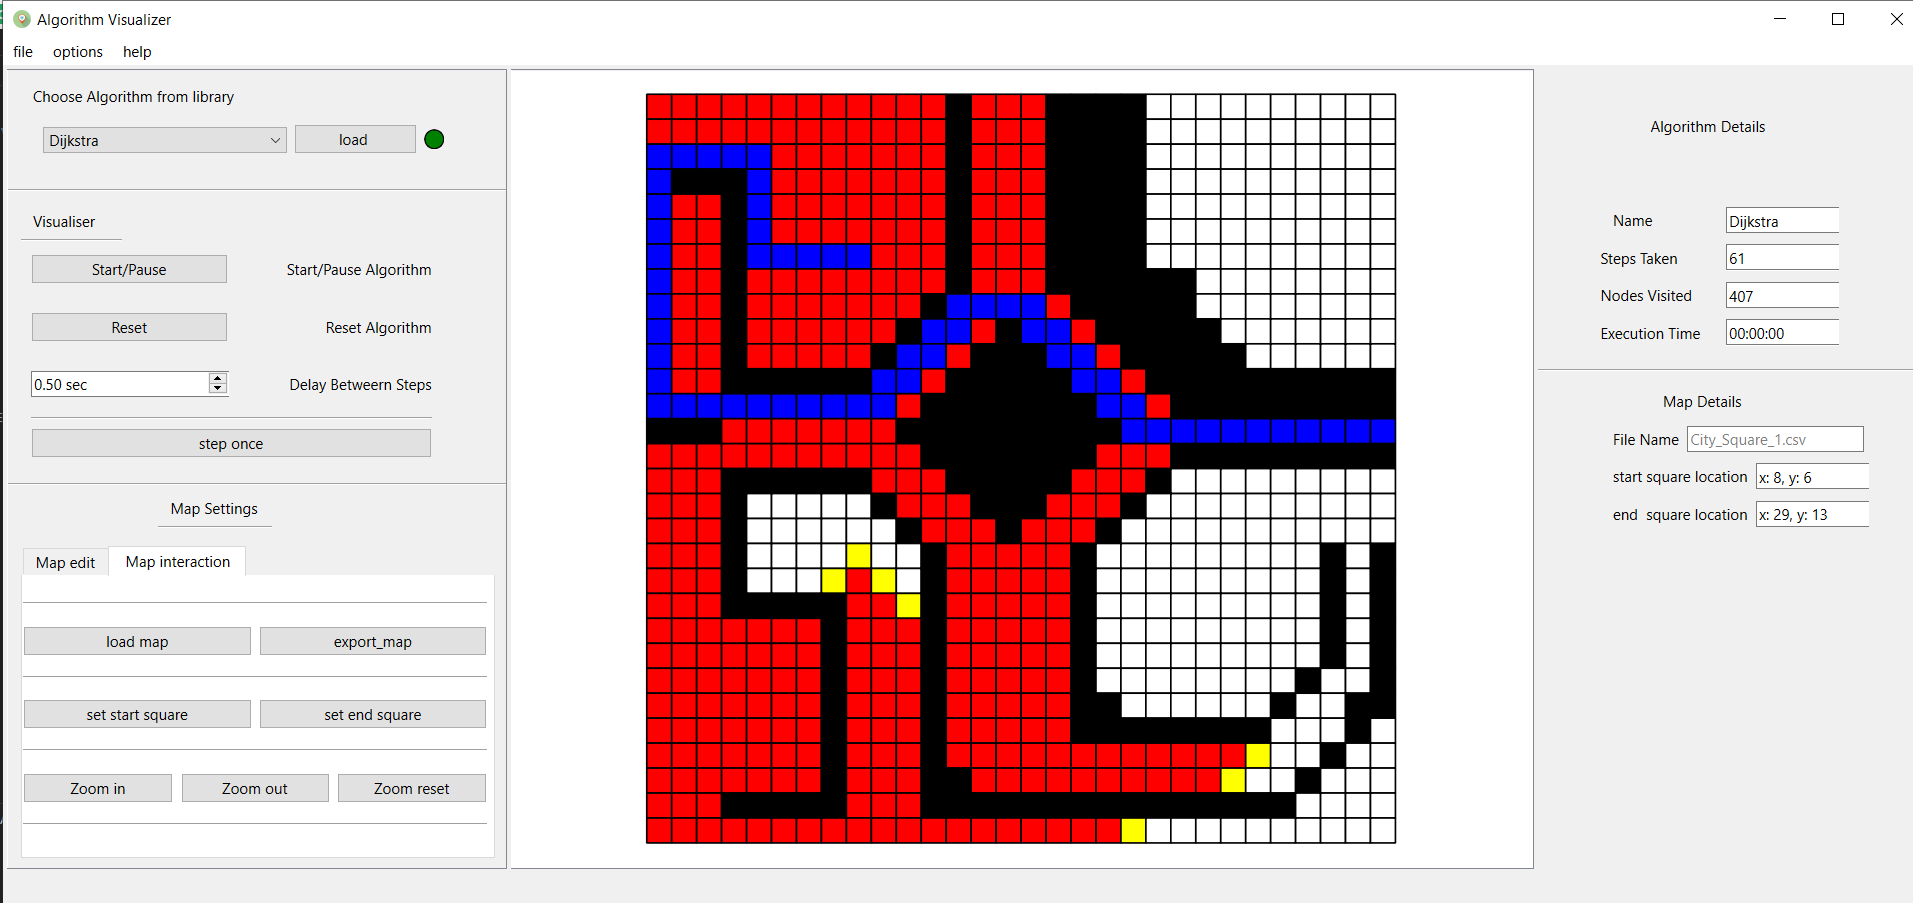 Algorithm Visualizer
file options help
Choose Algorithm from library
Dijkstra load
Visualiser
Start/Pause Start/Pause Algorithm
Reset Reset Algorithm
0.50 sec Delay Betweern Steps
step once
Map Settings
Map edit Map interaction
load map export_map
set start square set end square
Zoom in Zoom out Zoom reset
Algorithm Details
Name Dijkstra
Steps Taken 61
Nodes Visited 407
Execution Time 00:00:00
Map Details
File Name City_Square_1.csv
start square location x: 8, y: 6
end square location x: 29, y: 13